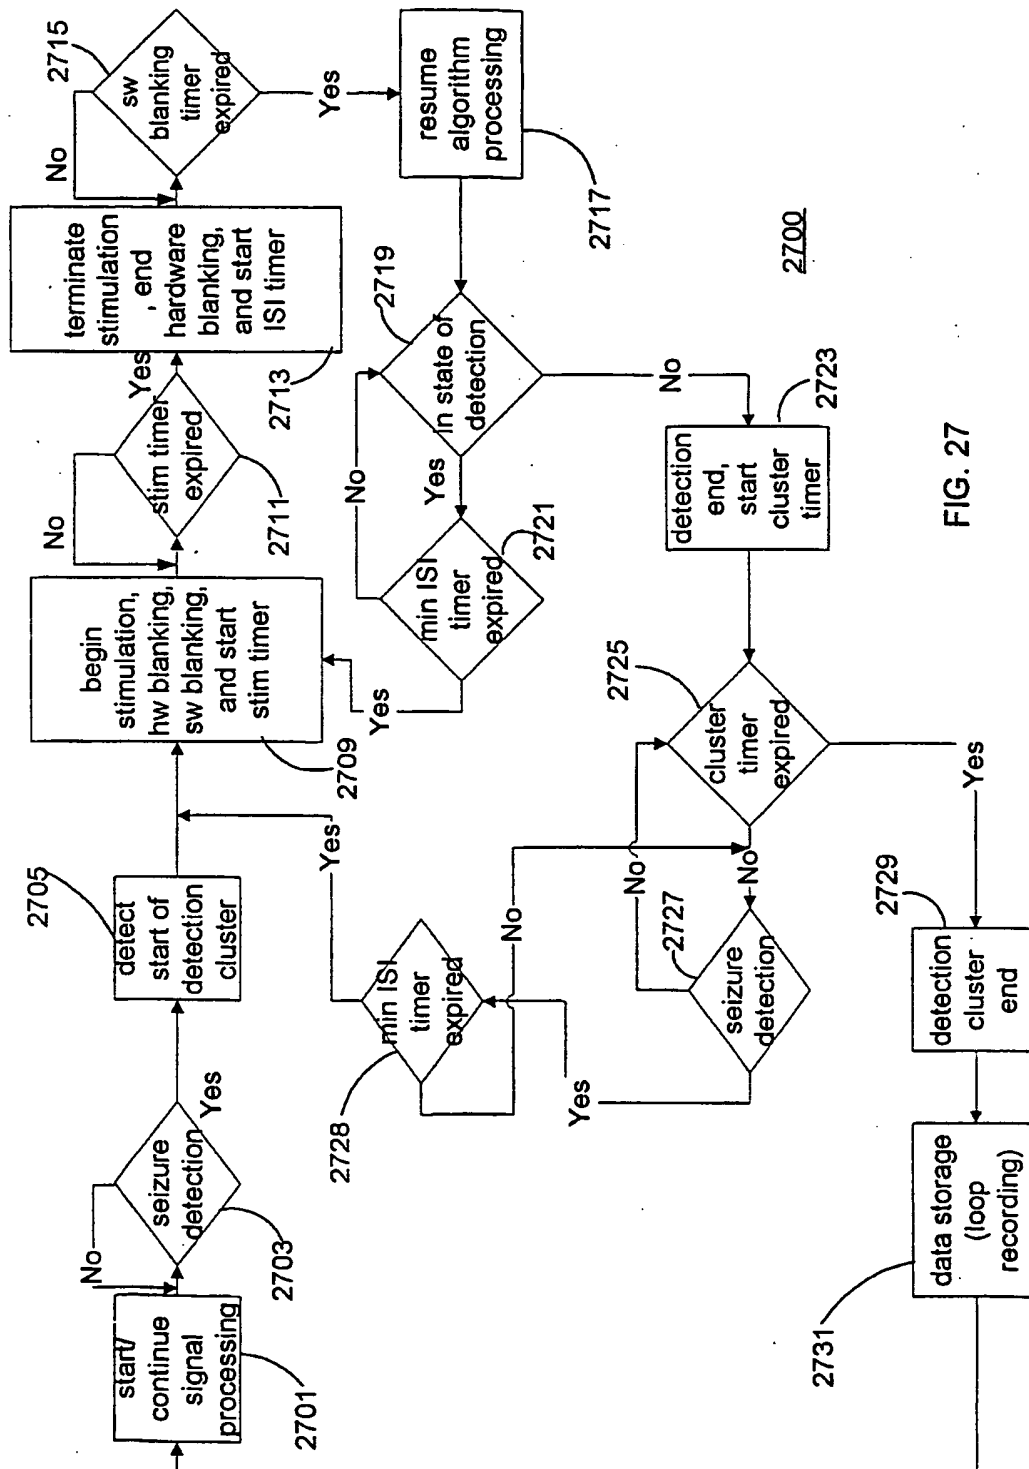 start/
continue
signal
processing
2701
No
seizure
detection
Yes
2703
detect
start of
detection
cluster
2705
begin
stimulation,
hw blanking,
sw blanking,
and start
stim timer
2709
No
stim timer
expired
Yes
2711
terminate
stimulation
, end
hardware
blanking,
and start
ISI timer
2713
No
sw
blanking
timer
expired
2715
Yes
resume
algorithm
processing
2717
in state of
detection
2719
No
Yes
min ISI
timer
expired
2721
No
Yes
detection
end,
start
cluster
timer
2723
cluster
timer
expired
2725
No
Yes
seizure
detection
2727
No
Yes
min ISI
timer
expired
2728
Yes
No
detection
cluster
end
2729
data storage
(loop
recording)
2731
2700
FIG. 27